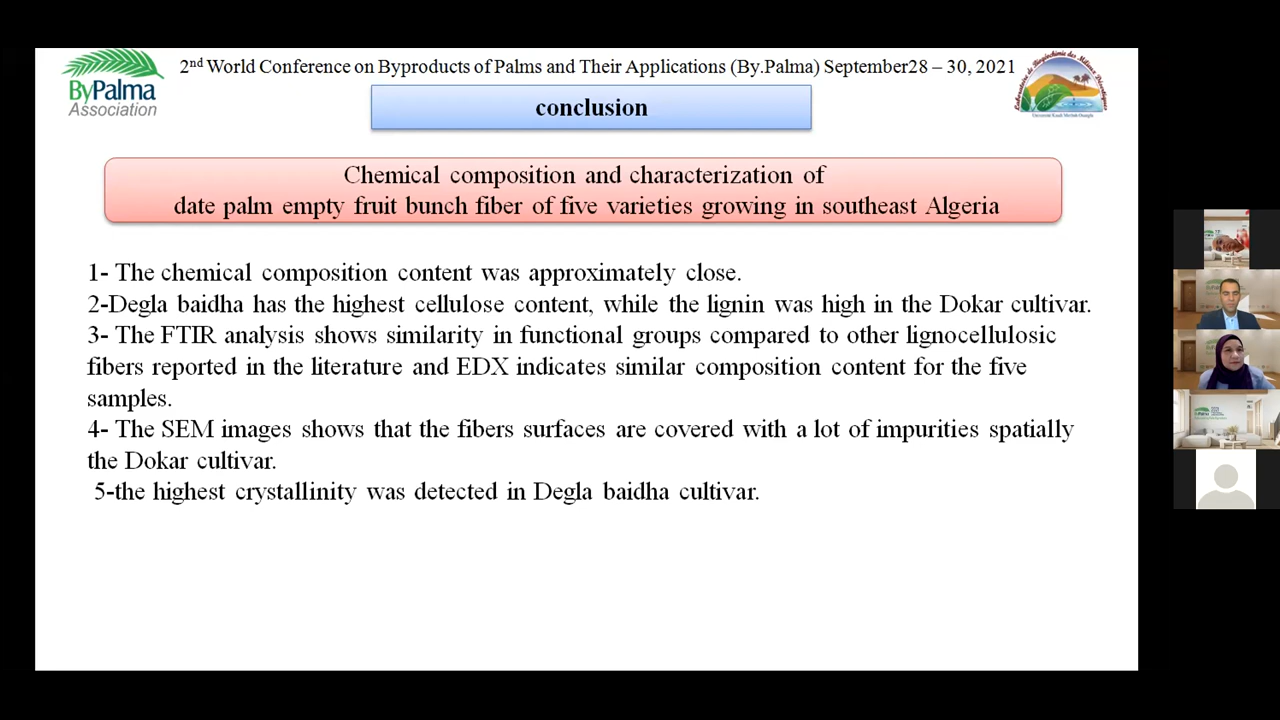 ByPalma
Association
2nd World Conference on Byproducts of Palms and Their Applications (By.Palma) September28 – 30, 2021
conclusion
Chemical composition and characterization of
date palm empty fruit bunch fiber of five varieties growing in southeast Algeria
1- The chemical composition content was approximately close.
2-Degla baidha has the highest cellulose content, while the lignin was high in the Dokar cultivar.
3- The FTIR analysis shows similarity in functional groups compared to other lignocellulosic
fibers reported in the literature and EDX indicates similar composition content for the five
samples.
4- The SEM images shows that the fibers surfaces are covered with a lot of impurities spatially
the Dokar cultivar.
5-the highest crystallinity was detected in Degla baidha cultivar.